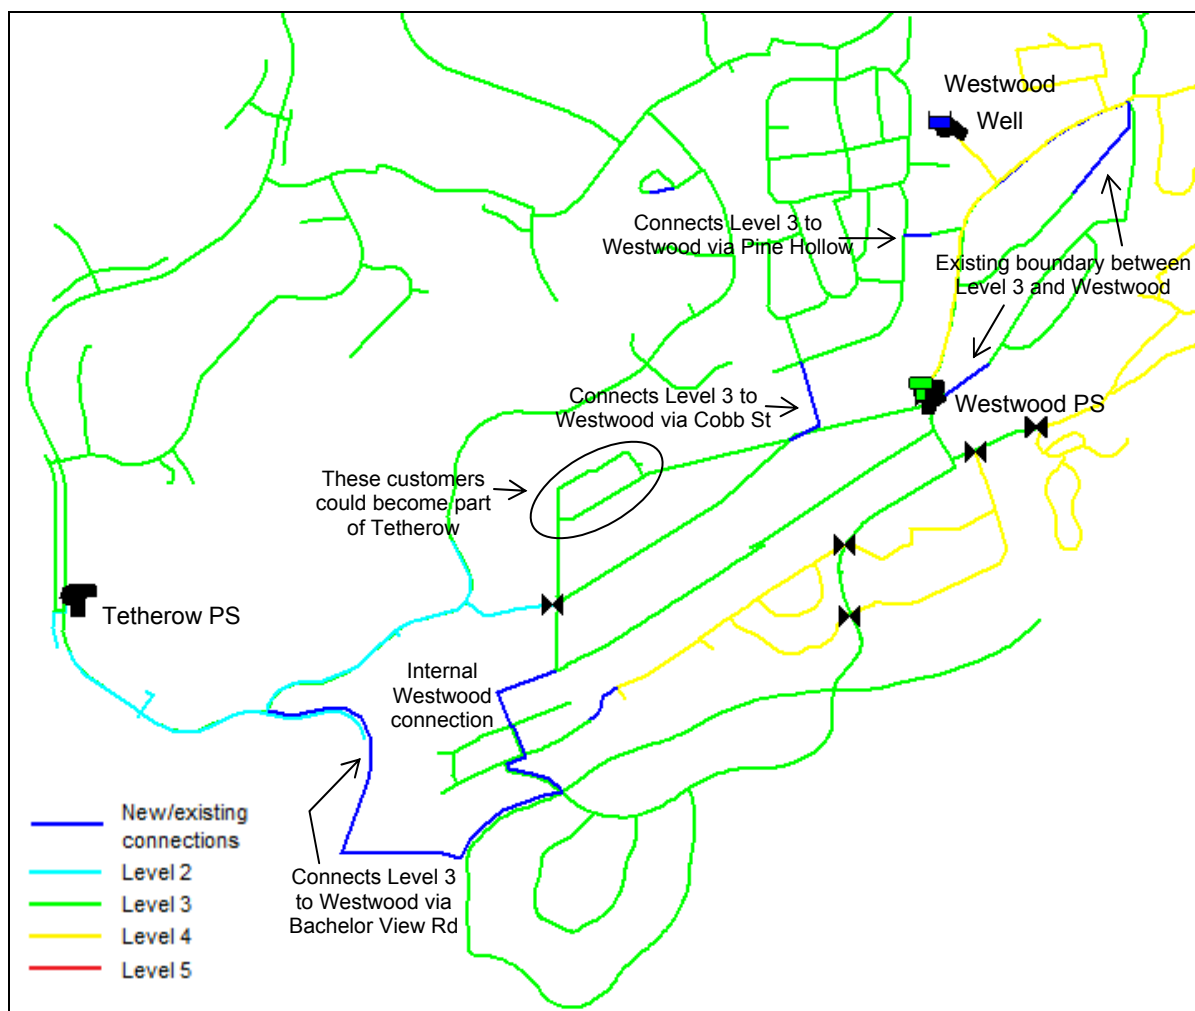 Westwood
Well
Connects Level 3 to
Westwood via Pine Hollow
Existing boundary between
Level 3 and Westwood
Connects Level 3 to
Westwood via Cobb St
Westwood PS
These customers
could become part
of Tetherow
Tetherow PS
Internal
Westwood
connection
Connects Level 3
to Westwood via
Bachelor View Rd
New/existing
connections
Level 2
Level 3
Level 4
Level 5